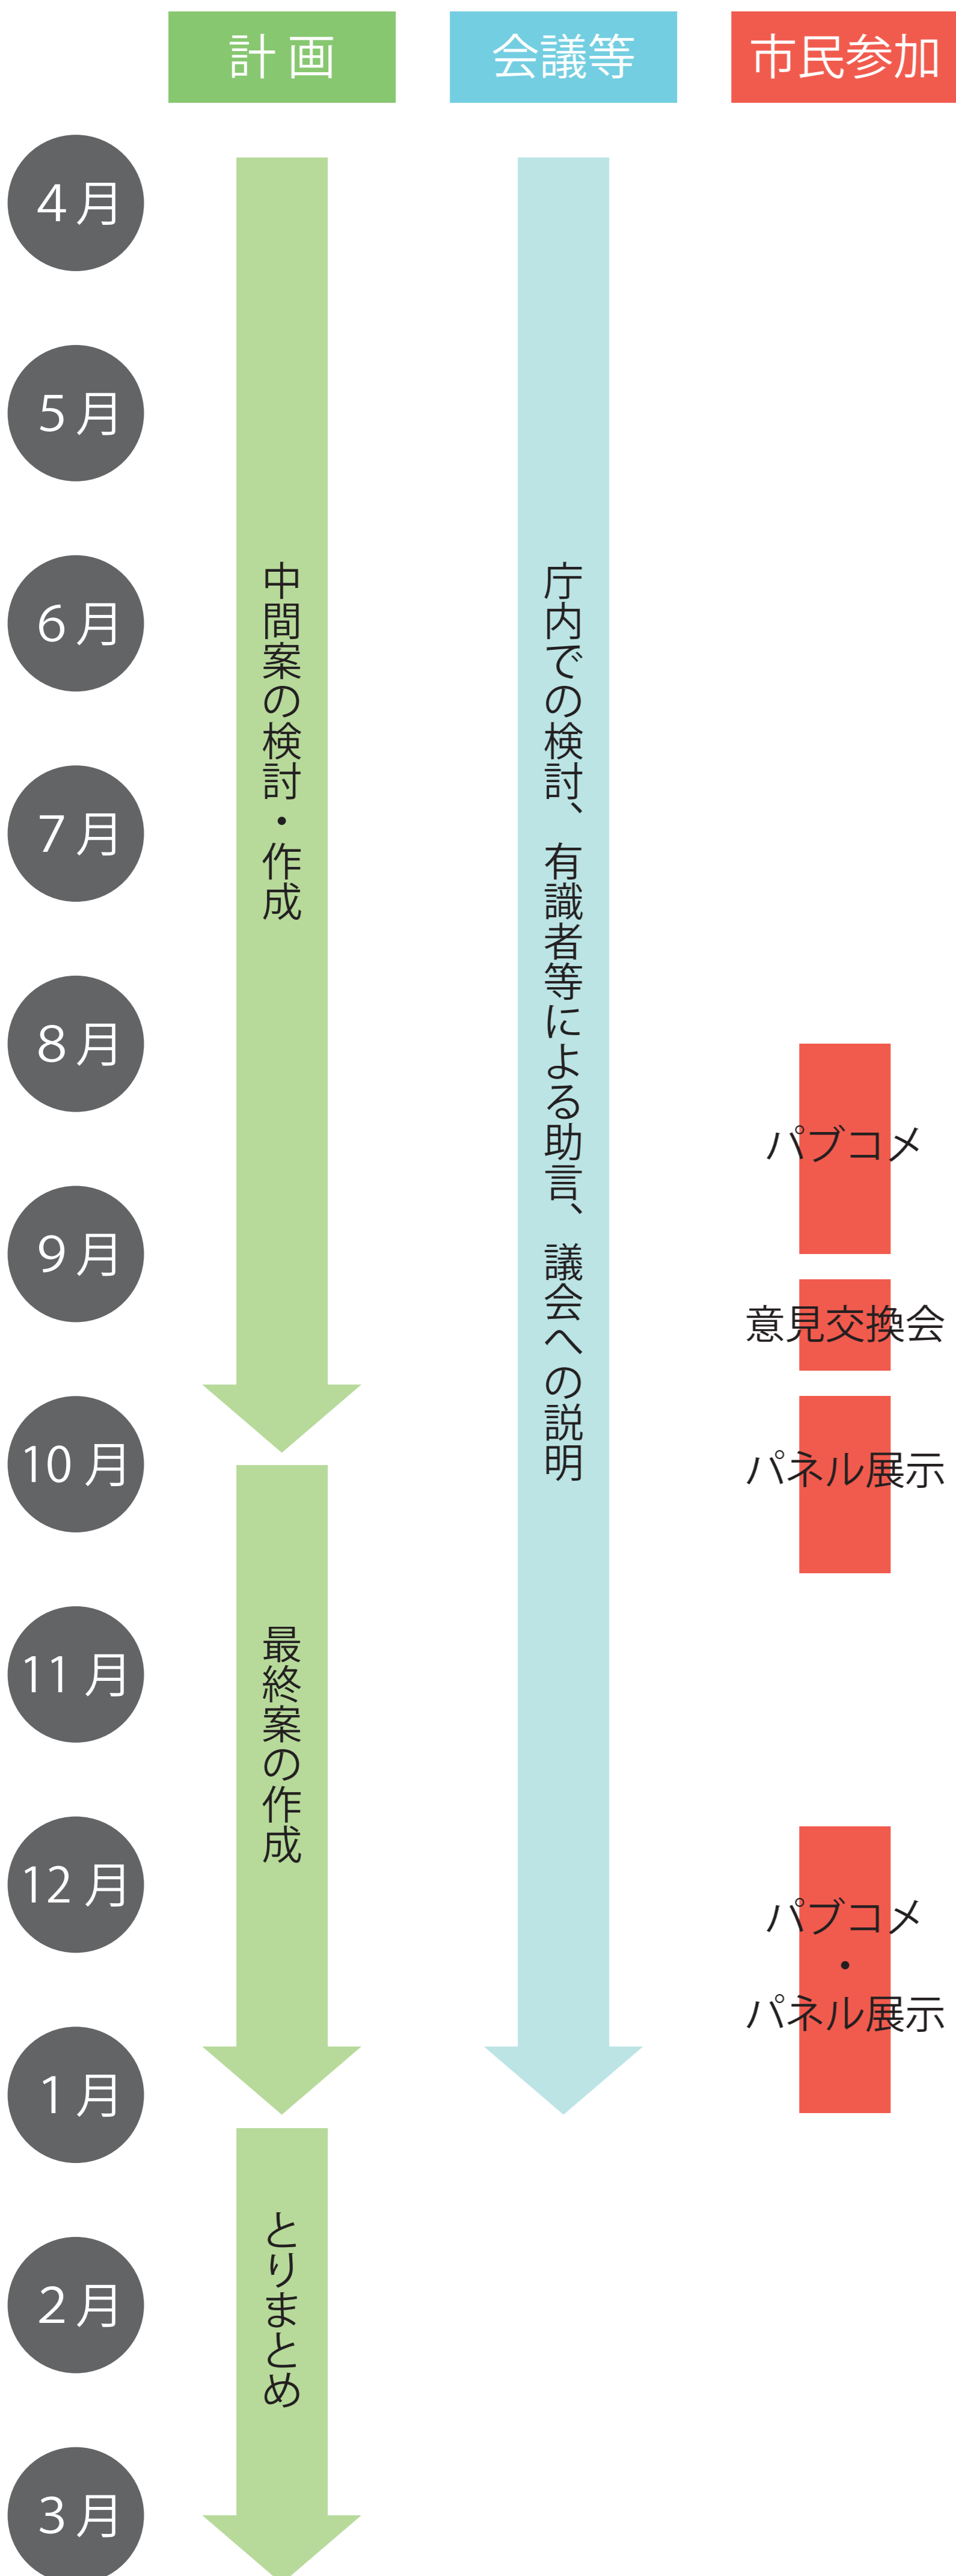 計画
会議等
市民参加
4月
5月
6月
7月
8月
9月
10月
11月
12月
1月
2月
3月
中間案の検討・作成
最終案の作成
とりまとめ
庁内での検討、有識者等による助言、議会への説明
パブコメ
意見交換会
パネル展示
パブコメ
・
パネル展示